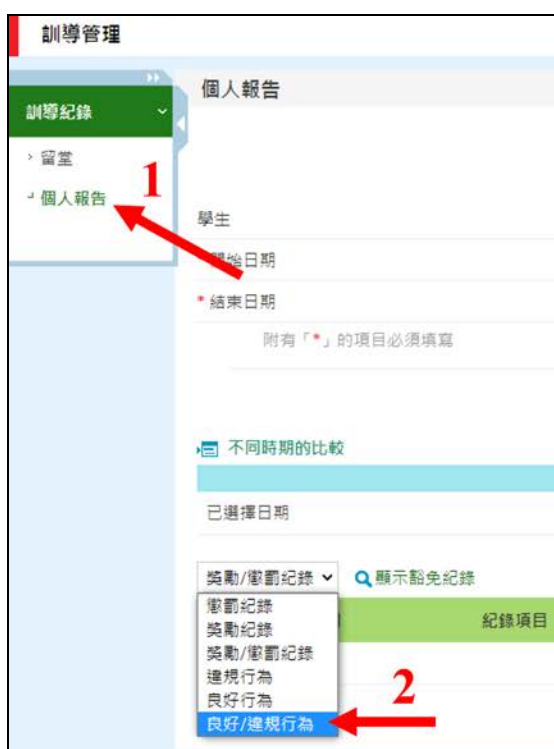 訓導管理
訓導紀錄
個人報告
留堂
個人報告
1
學生
開始日期
* 結束日期
附有「*」的項目必須填寫
不同時期的比較
已選擇日期
獎勵/懲罰紀錄
顯示豁免紀錄
紀錄項目
懲罰紀錄
獎勵紀錄
獎勵/懲罰紀錄
違規行為
良好行為
良好/違規行為
2